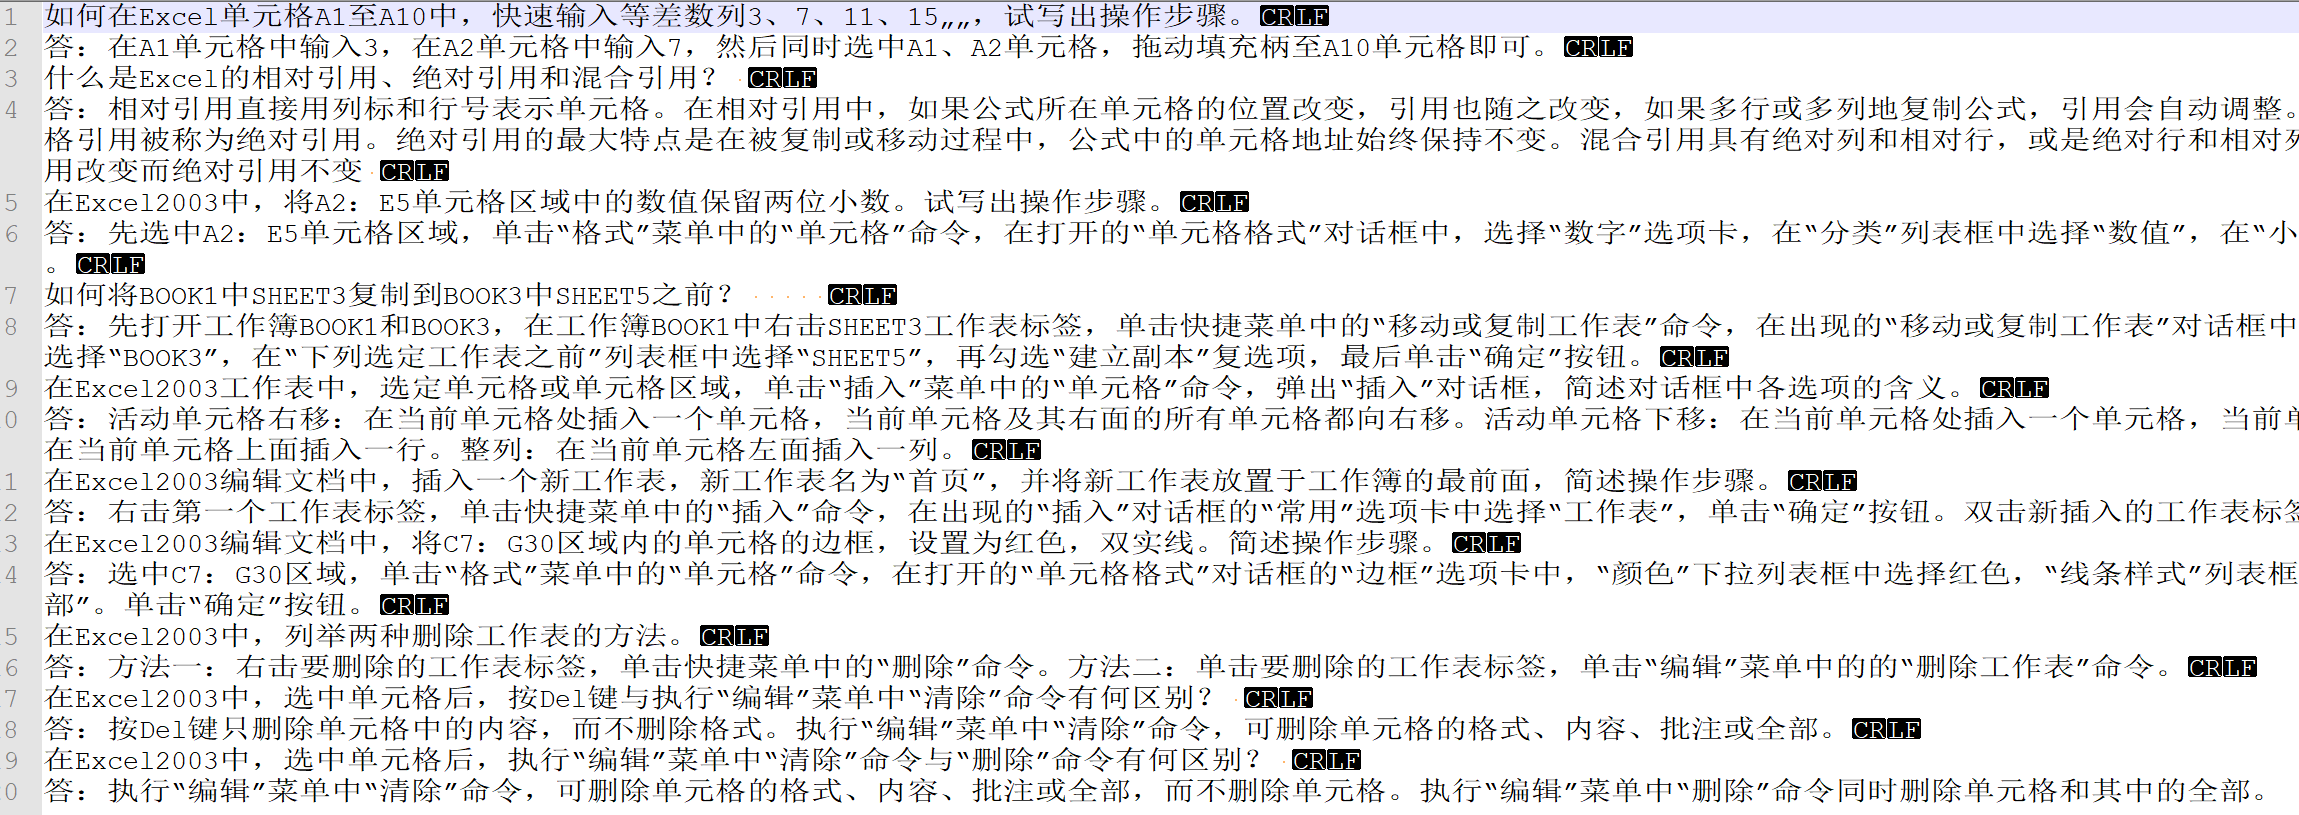 1 如何在Excel单元格A1至A10中，快速输入等差数列3、7、11、15„„，试写出操作步骤。CRLF
2 答：在A1单元格中输入3，在A2单元格中输入7，然后同时选中A1、A2单元格，拖动填充柄至A10单元格即可。CRLF
3 什么是Excel的相对引用、绝对引用和混合引用？ CRLF
4 答：相对引用直接用列标和行号表示单元格。在相对引用中，如果公式所在单元格的位置改变，引用也随之改变，如果多行或多列地复制公式，引用会自动调整。
格引用被称为绝对引用。绝对引用的最大特点是在被复制或移动过程中，公式中的单元格地址始终保持不变。混合引用具有绝对列和相对行，或是绝对行和相对列
用改变而绝对引用不变 CRLF
5 在Excel2003中，将A2：E5单元格区域中的数值保留两位小数。试写出操作步骤。CRLF
6 答：先选中A2：E5单元格区域，单击“格式”菜单中的“单元格”命令，在打开的“单元格格式”对话框中，选择“数字”选项卡，在“分类”列表框中选择“数值”，在“小
。CRLF
7 如何将BOOK1中SHEET3复制到BOOK3中SHEET5之前？ CRLF
8 答：先打开工作簿BOOK1和BOOK3，在工作簿BOOK1中右击SHEET3工作表标签，单击快捷菜单中的“移动或复制工作表”命令，在出现的“移动或复制工作表”对话框中
选择“BOOK3”，在“下列选定工作表之前”列表框中选择“SHEET5”，再勾选“建立副本”复选项，最后单击“确定”按钮。CRLF
9 在Excel2003工作表中，选定单元格或单元格区域，单击“插入”菜单中的“单元格”命令，弹出“插入”对话框，简述对话框中各选项的含义。CRLF
0 答：活动单元格右移：在当前单元格处插入一个单元格，当前单元格及其右面的所有单元格都向右移。活动单元格下移：在当前单元格处插入一个单元格，当前单
在当前单元格上面插入一行。整列：在当前单元格左面插入一列。CRLF
1 在Excel2003编辑文档中，插入一个新工作表，新工作表名为“首页”，并将新工作表放置于工作簿的最前面，简述操作步骤。CRLF
2 答：右击第一个工作表标签，单击快捷菜单中的“插入”命令，在出现的“插入”对话框的“常用”选项卡中选择“工作表”，单击“确定”按钮。双击新插入的工作表标签
3 在Excel2003编辑文档中，将C7：G30区域内的单元格的边框，设置为红色，双实线。简述操作步骤。CRLF
4 答：选中C7：G30区域，单击“格式”菜单中的“单元格”命令，在打开的“单元格格式”对话框的“边框”选项卡中，“颜色”下拉列表框中选择红色，“线条样式”列表框
部”。单击“确定”按钮。CRLF
5 在Excel2003中，列举两种删除工作表的方法。CRLF
6 答：方法一：右击要删除的工作表标签，单击快捷菜单中的“删除”命令。方法二：单击要删除的工作表标签，单击“编辑”菜单中的的“删除工作表”命令。CRLF
7 在Excel2003中，选中单元格后，按Del键与执行“编辑”菜单中“清除”命令有何区别？ CRLF
8 答：按Del键只删除单元格中的内容，而不删除格式。执行“编辑”菜单中“清除”命令，可删除单元格的格式、内容、批注或全部。CRLF
9 在Excel2003中，选中单元格后，执行“编辑”菜单中“清除”命令与“删除”命令有何区别？ CRLF
0 答：执行“编辑”菜单中“清除”命令，可删除单元格的格式、内容、批注或全部，而不删除单元格。执行“编辑”菜单中“删除”命令同时删除单元格和其中的全部。